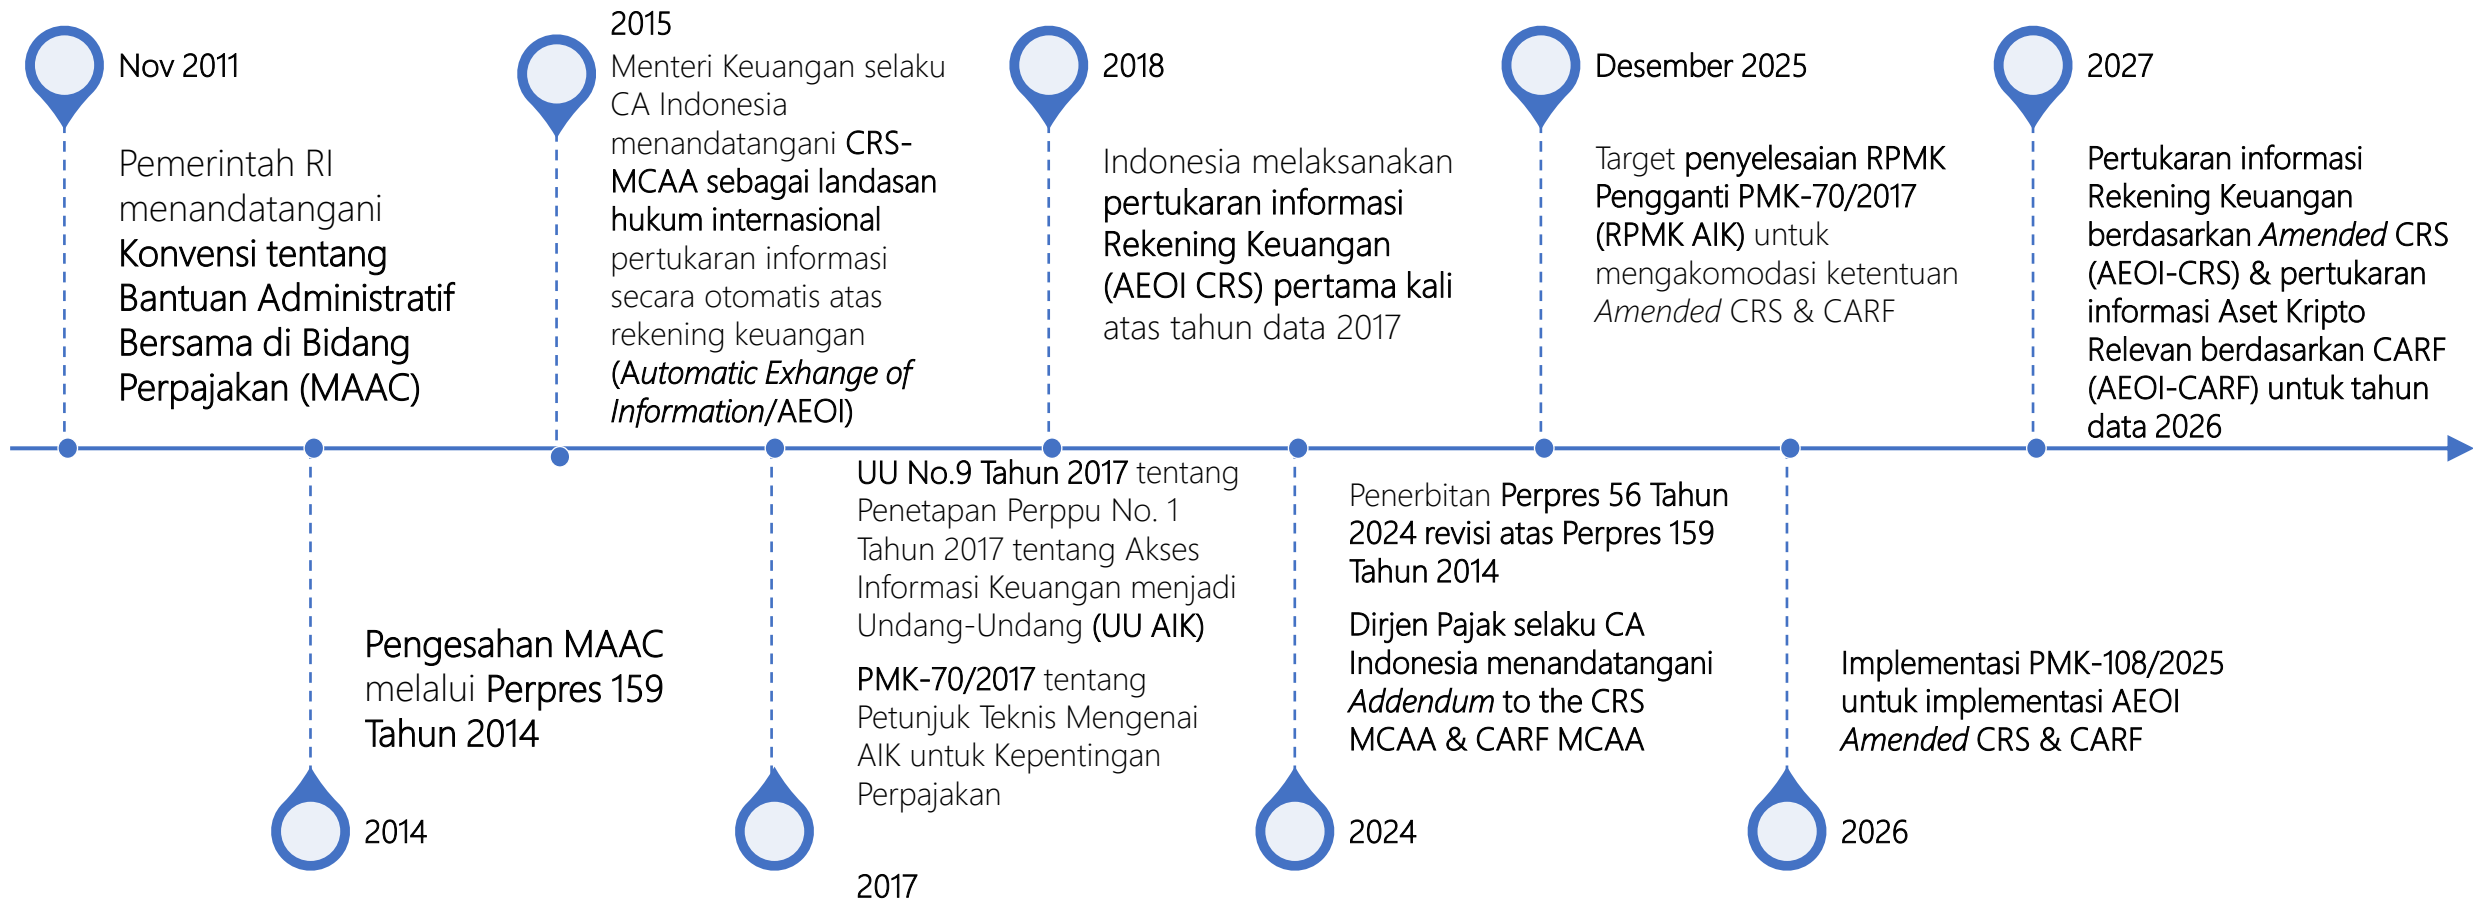 Nov 2011
Pemerintah RI
menandatangani
Konvensi tentang
Bantuan Administratif
Bersama di Bidang
Perpajakan (MAAC)
Pengesahan MAAC
melalui Perpres 159
Tahun 2014
2014
2015
Menteri Keuangan selaku
CA Indonesia
menandatangani CRS-
MCAA sebagai landasan
hukum internasional
pertukaran informasi
secara otomatis atas
rekening keuangan
(Automatic Exhange of
Information/AEOI)
UU No.9 Tahun 2017 tentang
Penetapan Perppu No. 1
Tahun 2017 tentang Akses
Informasi Keuangan menjadi
Undang-Undang (UU AIK)
PMK-70/2017 tentang
Petunjuk Teknis Mengenai
AIK untuk Kepentingan
Perpajakan
2017
2018
Indonesia melaksanakan
pertukaran informasi
Rekening Keuangan
(AEOI CRS) pertama kali
atas tahun data 2017
Penerbitan Perpres 56 Tahun
2024 revisi atas Perpres 159
Tahun 2014
Dirjen Pajak selaku CA
Indonesia menandatangani
Addendum to the CRS
MCAA & CARF MCAA
2024
Desember 2025
Target penyelesaian RPMK
Pengganti PMK-70/2017
(RPMK AIK) untuk
mengakomodasi ketentuan
Amended CRS & CARF
Implementasi PMK-108/2025
untuk implementasi AEOI
Amended CRS & CARF
2026
2027
Pertukaran informasi
Rekening Keuangan
berdasarkan Amended CRS
(AEOI-CRS) & pertukaran
informasi Aset Kripto
Relevan berdasarkan CARF
(AEOI-CARF) untuk tahun
data 2026